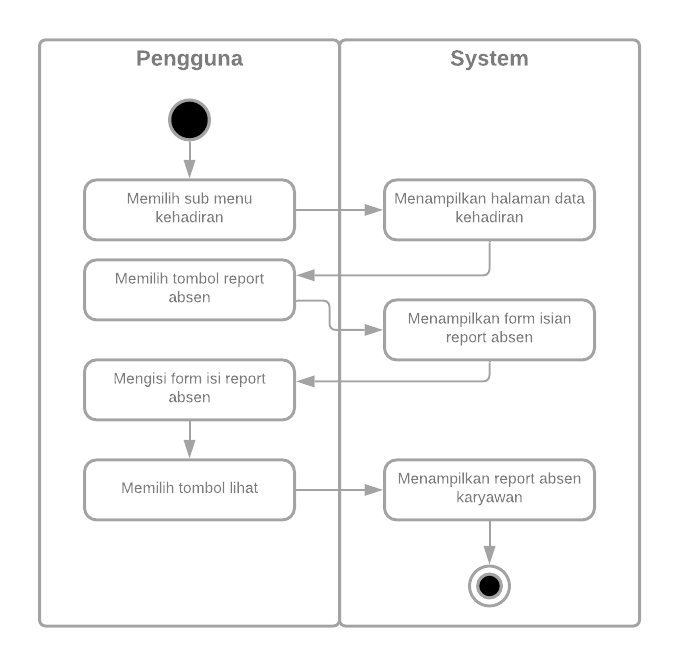 Pengguna
System
Memilih sub menu
kehadiran
Menampilkan halaman data
kehadiran
Memilih tombol report
absen
Menampilkan form isian
report absen
Mengisi form isi report
absen
Memilih tombol lihat
Menampilkan report absen
karyawan